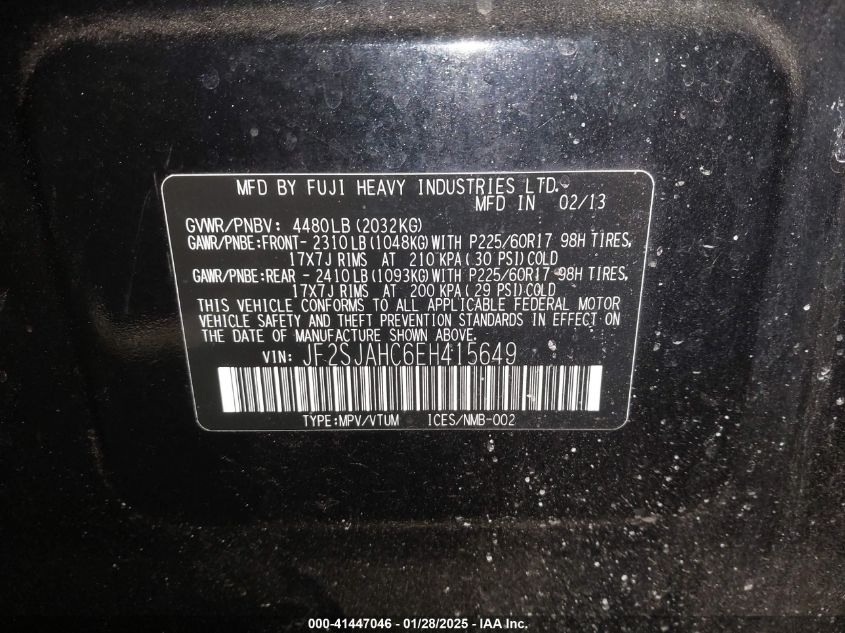 MFD BY FUJI HEAVY INDUSTRIES LTD.
MFD IN 02/13
GVWR/PNBV: 4480LB (2032KG)
GAWR/PNBE:FRONT- 2310LB (1048KG) WITH P225/60R17 98H TIRES,
17X7J RIMS AT 210 KPA (30 PSI) COLD
GAWR/PNBE:REAR - 2410LB (1093KG) WITH P225/60R17 98H TIRES,
17X7J RIMS AT 200 KPA (29 PSI) COLD
THIS VEHICLE CONFORMS TO ALL APPLICABLE FEDERAL MOTOR
VEHICLE SAFETY AND THEFT PREVENTION STANDARDS IN EFFECT ON
THE DATE OF MANUFACTURE SHOWN ABOVE.
VIN: JF2SJAHC6EH415649
TYPE:MPV/VTUM ICES/NMB-002
000-41447046 - 01/28/2025 - IAA Inc.